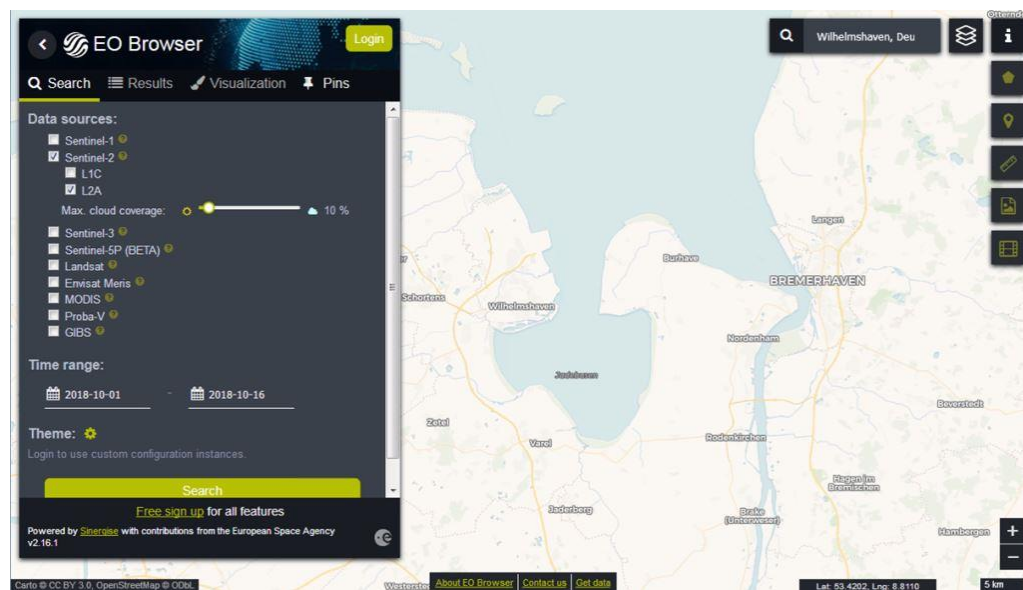 EO Browser
Login
Search Results Visualization Pins
Data sources:
Sentinel-1
Sentinel-2
L1C
L2A
Max. cloud coverage: 10 %
Sentinel-3
Sentinel-5P (BETA)
Landsat
Envisat Meris
MODIS
Proba-V
GIBS
Time range:
2018-10-01 - 2018-10-16
Theme:
Login to use custom configuration instances.
Search
Free sign up for all features
Powered by Sinergise with contributions from the European Space Agency
v2.16.1
Wilhelmshaven, Deu
Langen
Burhave
BREMERHAVEN
Schortens
Wilhelmshaven
Nordenham
Jadebusen
Beverstedt
Zetel
Rodenkirchen
Varel
Hagen im
Bremischen
Jaderberg
Brake
(Unterweser)
Hambergen
Carto © CC BY 3.0, OpenStreetMap © ODbL
About EO Browser Contact us Get data
Lat: 53.4202, Lng: 8.8110
5 km